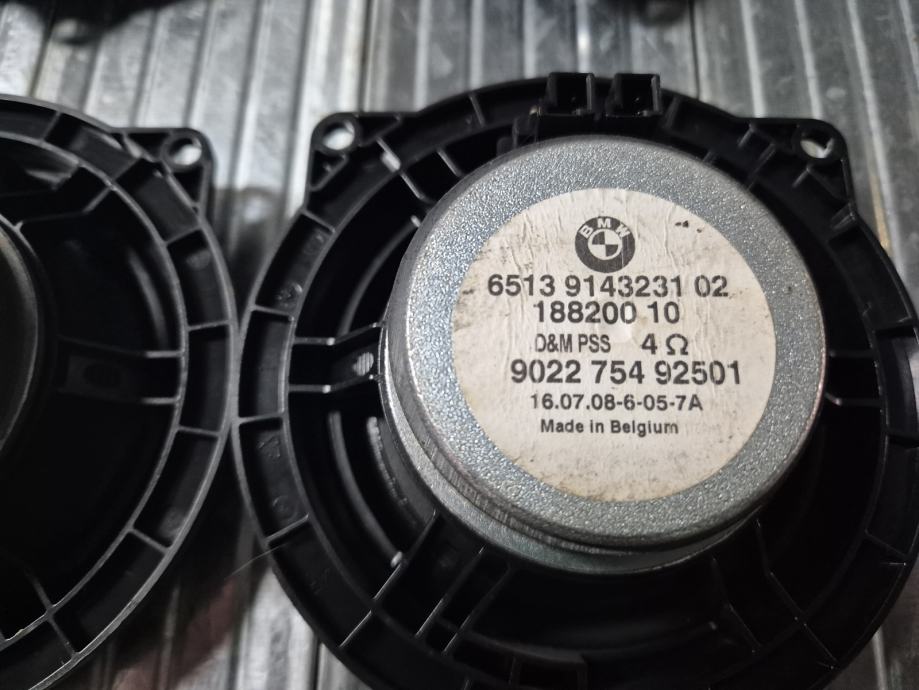 BMW
6513 9143231 02
188200 10
D&M PSS 4 Ω
9022 754 92501
16.07.08-6-05-7A
Made in Belgium